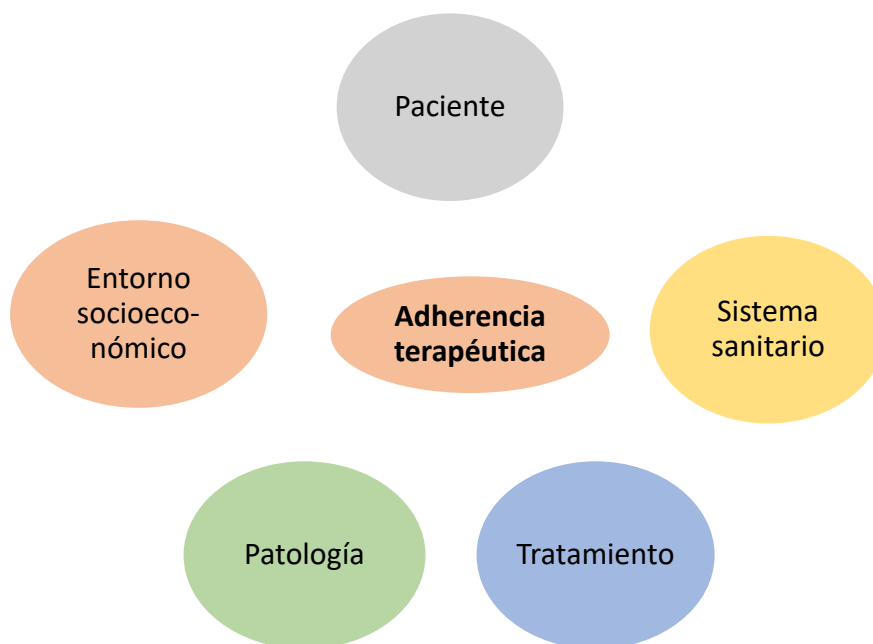 Paciente
Entorno
socioeco-
nómico
Adherencia
terapéutica
Sistema
sanitario
Patología
Tratamiento